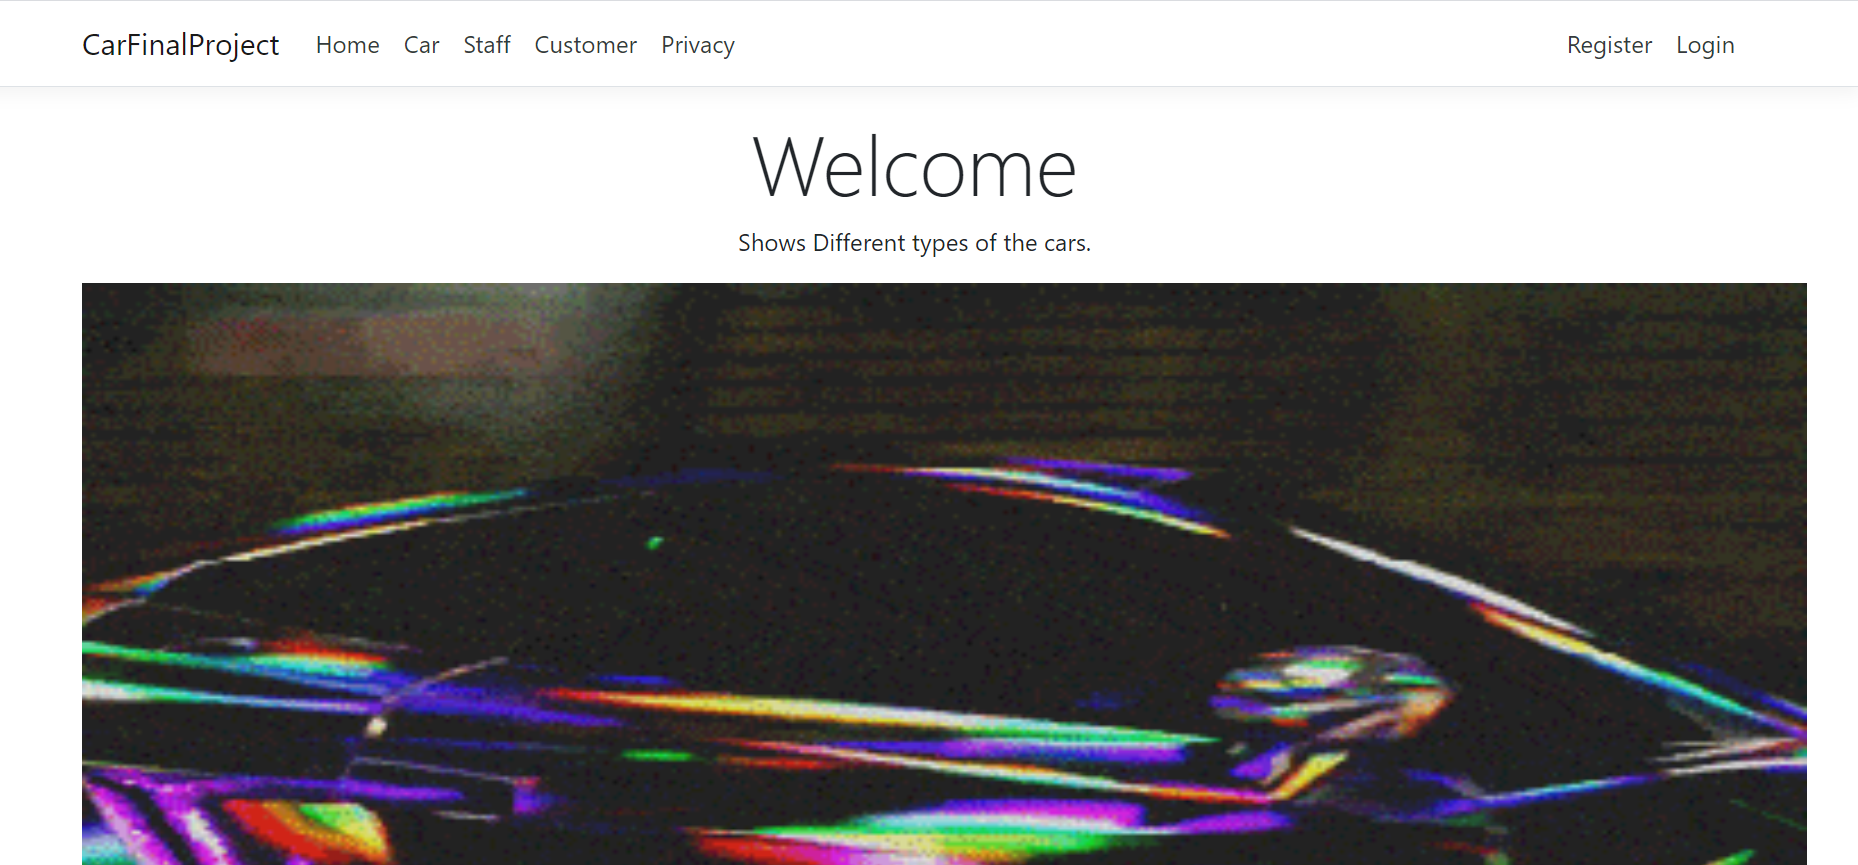 CarFinalProject Home Car Staff Customer Privacy Register Login
Welcome
Shows Different types of the cars.